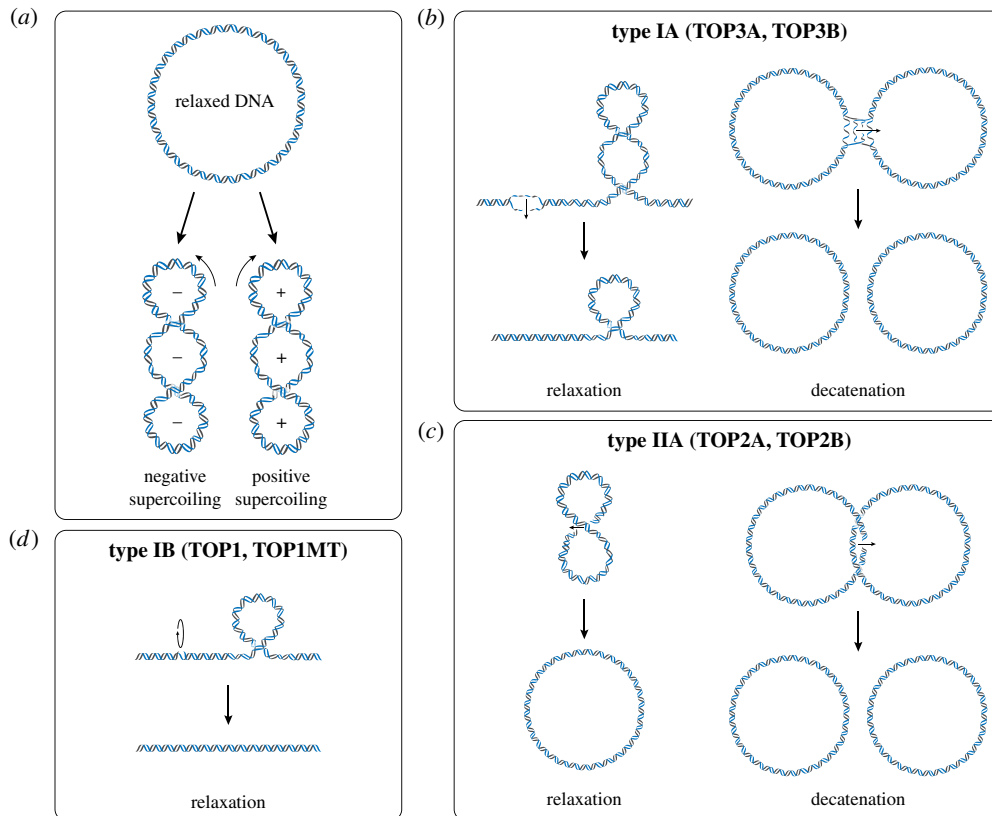 (a)
relaxed DNA
– +
– +
– +
negative supercoiling
positive supercoiling
(b)
type IA (TOP3A, TOP3B)
relaxation
decatenation
(c)
type IIA (TOP2A, TOP2B)
relaxation
decatenation
(d)
type IB (TOP1, TOP1MT)
relaxation